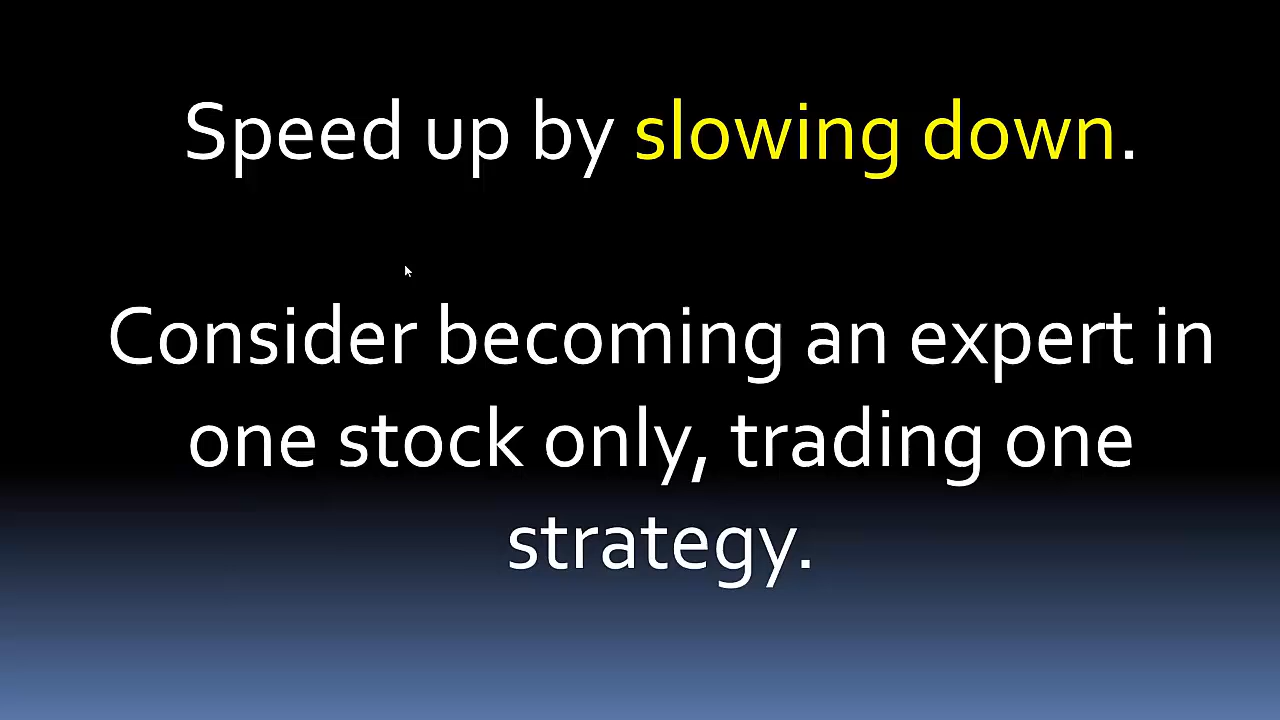 Speed up by slowing down.
Consider becoming an expert in
one stock only, trading one
strategy.